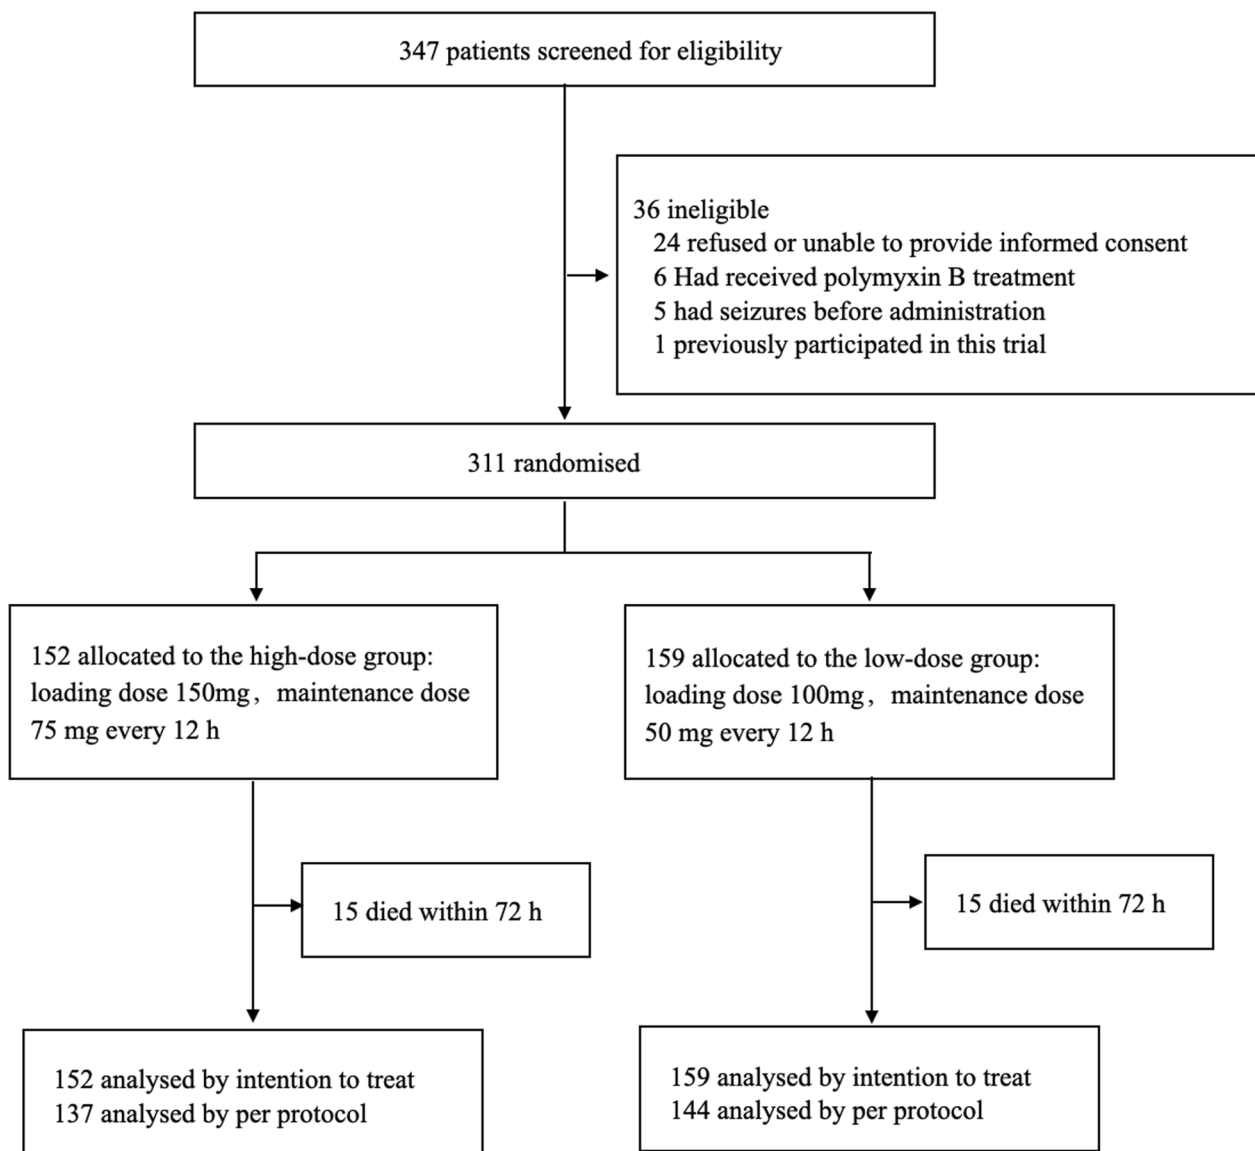 347 patients screened for eligibility
36 ineligible
24 refused or unable to provide informed consent
6 Had received polymyxin B treatment
5 had seizures before administration
1 previously participated in this trial
311 randomised
152 allocated to the high-dose group:
loading dose 150mg，maintenance dose
75 mg every 12 h
159 allocated to the low-dose group:
loading dose 100mg，maintenance dose
50 mg every 12 h
15 died within 72 h
15 died within 72 h
152 analysed by intention to treat
137 analysed by per protocol
159 analysed by intention to treat
144 analysed by per protocol